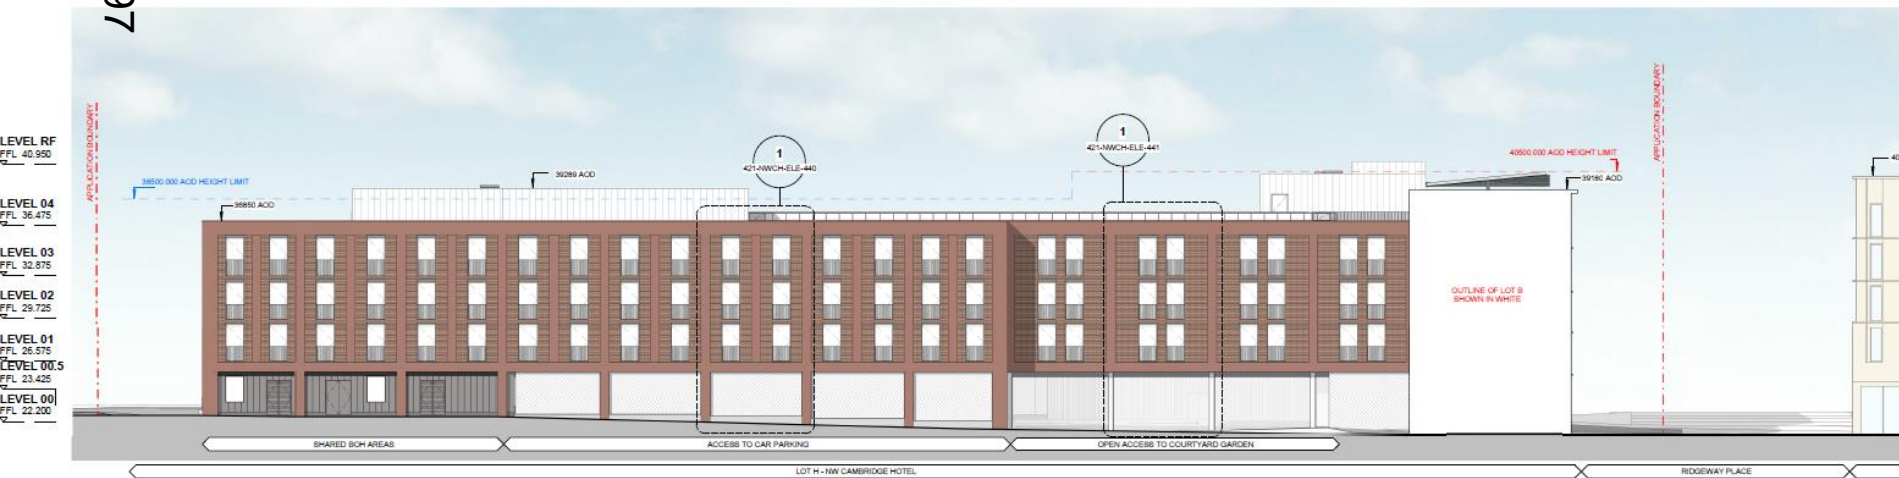 97
LEVEL RF
FFL 40.950
LEVEL 04
FFL 36.475
LEVEL 03
FFL 32.875
LEVEL 02
FFL 29.725
LEVEL 01
FFL 26.575
LEVEL 00.5
FFL 23.425
LEVEL 00
FFL 22.200
APPLICATION BOUNDARY
38500.000 AOD HEIGHT LIMIT
36850 AOD
39289 AOD
1
421-NWCH-ELE-440
1
421-NWCH-ELE-441
40500.000 AOD HEIGHT LIMIT
39180 AOD
APPLICATION BOUNDARY
40
OUTLINE OF LOT B
SHOWN IN WHITE
SHARED BOH AREAS
ACCESS TO CAR PARKING
OPEN ACCESS TO COURTYARD GARDEN
LOT H - NW CAMBRIDGE HOTEL
RIDGEWAY PLACE